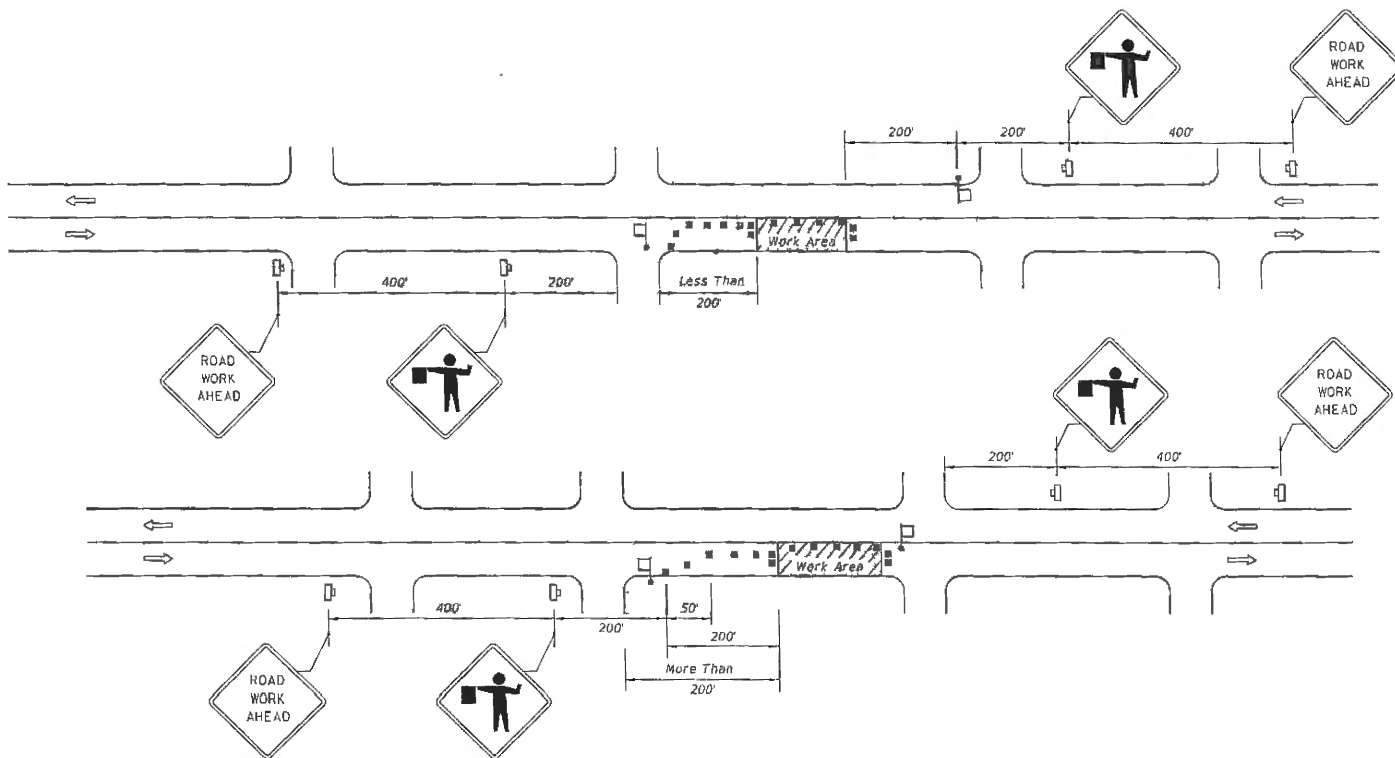 ROAD
WORK
AHEAD
200'
200'
400'
Work Area
400'
200'
Less Than
200'
ROAD
WORK
AHEAD
ROAD
WORK
AHEAD
200'
400'
Work Area
400'
200'
50'
200'
More Than
200'
ROAD
WORK
AHEAD